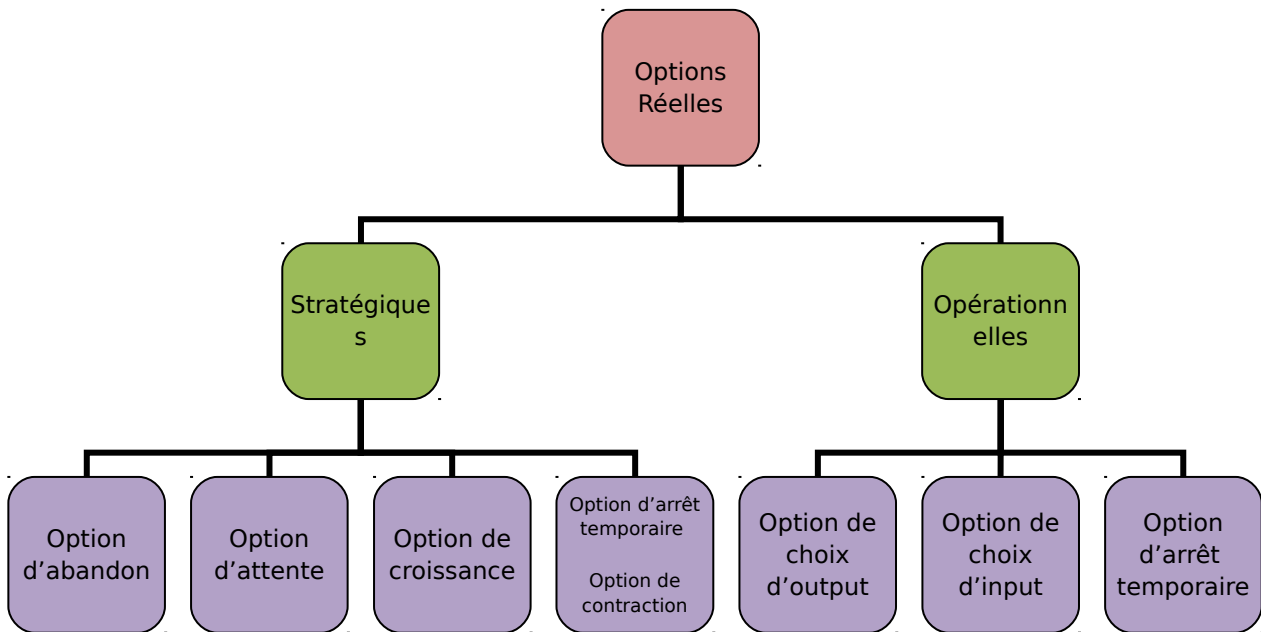 Options
Réelles
Stratégique
s
Opérationn
elles
Option
d’abandon
Option
d’attente
Option de
croissance
Option d’arrêt
temporaire
Option de
contraction
Option de
choix
d’output
Option de
choix
d’input
Option
d’arrêt
temporaire